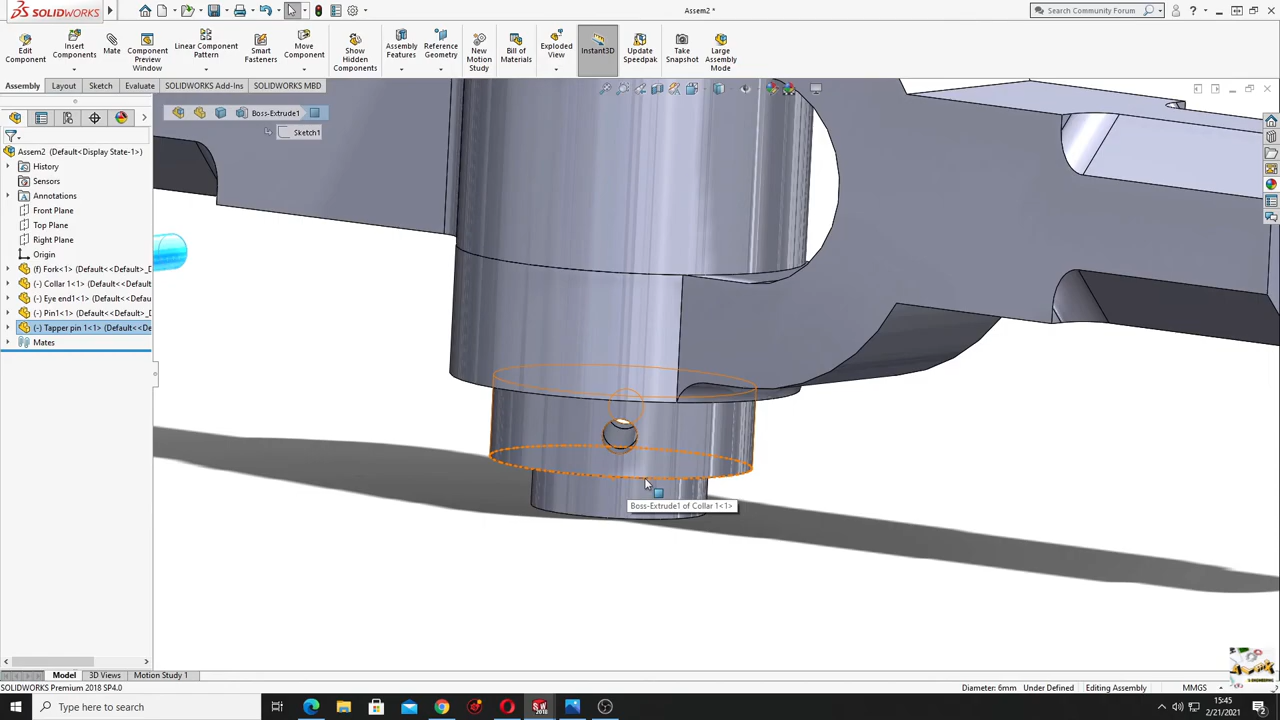 SOLIDWORKS
Assem2 *
Search Community Forum
Edit Component
Insert Components
Mate
Component Preview Window
Linear Component Pattern
Smart Fasteners
Move Component
Show Hidden Components
Assembly Features
Reference Geometry
New Motion Study
Bill of Materials
Exploded View
Instant3D
Update Speedpak
Take Snapshot
Large Assembly Mode
Assembly
Layout
Sketch
Evaluate
SOLIDWORKS Add-Ins
SOLIDWORKS MBD
Boss-Extrude1
Sketch1
Assem2 (Default<Display State-1>)
History
Sensors
Annotations
Front Plane
Top Plane
Right Plane
Origin
(f) Fork<1> (Default<<Default>_D
(-) Collar 1<1> (Default<<Default
(-) Eye end1<1> (Default<<Defau
(-) Pin1<1> (Default<<Default>_D
(-) Tapper pin 1<1> (Default<<De
Mates
Boss-Extrude1 of Collar 1<1>
Model
3D Views
Motion Study 1
SOLIDWORKS Premium 2018 SP4.0
Diameter: 6mm
Under Defined
Editing Assembly
MMGS
Type here to search
15:45
2/21/2021